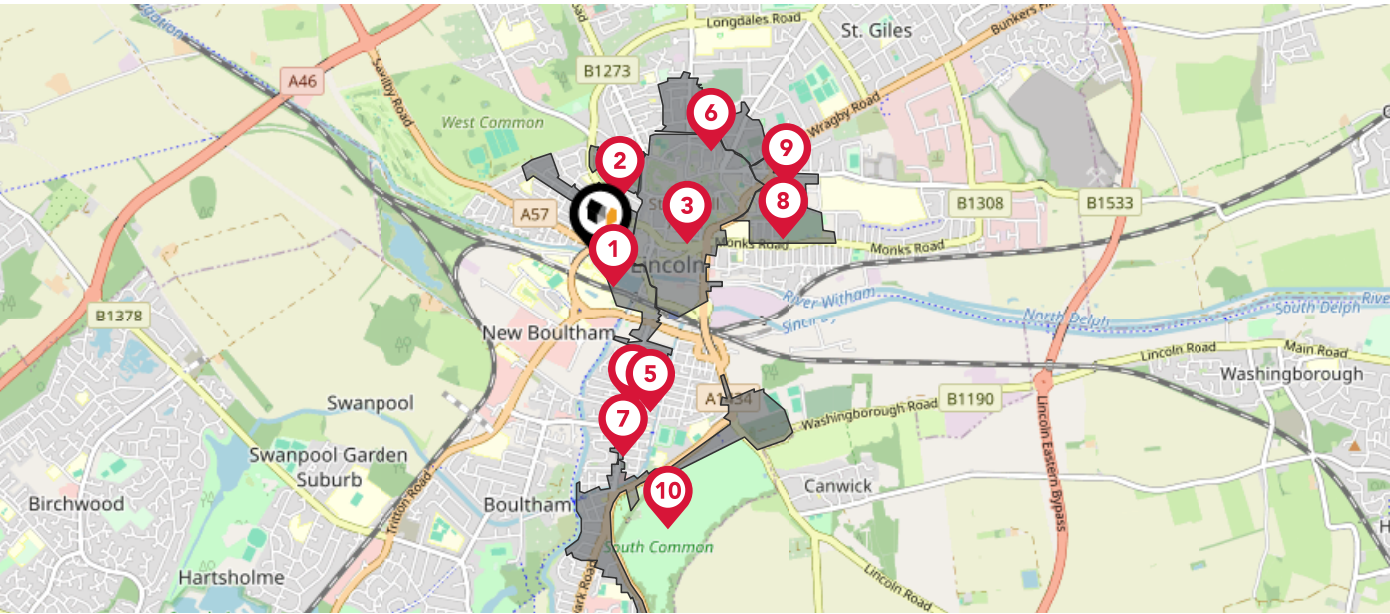 Longdales Road
St. Giles
Bunkers
A46
Saxilby Road
B1273
West Common
6
Wragby Road
9
2
A57
3
8
B1308
B1533
Monks Road
Monks Road
1
Lincoln
River Witham
North Delph
South Delph
B1378
New Boultham
Lincoln Road
Main Road
Washingborough
5
Swanpool
B1190
Washingborough Road
7
Swanpool Garden
Suburb
Birchwood
Tritton Road
Boultham
10
Canwick
Lincoln Eastern Bypass
South Common
Hartsholme
Lincoln Road